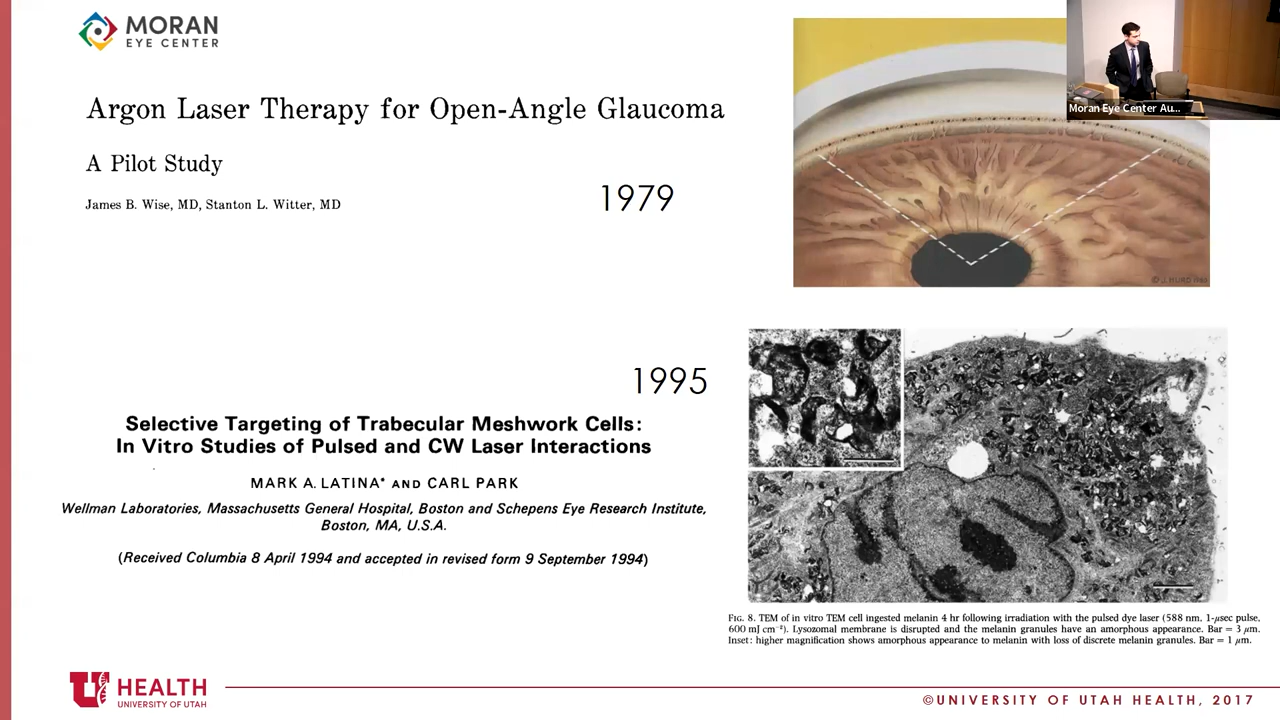 MORAN
EYE CENTER
Argon Laser Therapy for Open-Angle Glaucoma
A Pilot Study
James B. Wise, MD, Stanton L. Witter, MD
1979
Moran Eye Center Au...
1995
Selective Targeting of Trabecular Meshwork Cells:
In Vitro Studies of Pulsed and CW Laser Interactions
MARK A. LATINA* AND CARL PARK
Wellman Laboratories, Massachusetts General Hospital, Boston and Schepens Eye Research Institute,
Boston, MA, U.S.A.
(Received Columbia 8 April 1994 and accepted in revised form 9 September 1994)
FIG. 8. TEM of in vitro TEM cell ingested melanin 4 hr following irradiation with the pulsed dye laser (588 nm, 1-μsec pulse,
600 mJ cm⁻²). Lysozomal membrane is disrupted and the melanin granules have an amorphous appearance. Bar = 3 μm.
Inset: higher magnification shows amorphous appearance to melanin with loss of discrete melanin granules. Bar = 1 μm.
U HEALTH
UNIVERSITY OF UTAH
©UNIVERSITY OF UTAH HEALTH, 2017